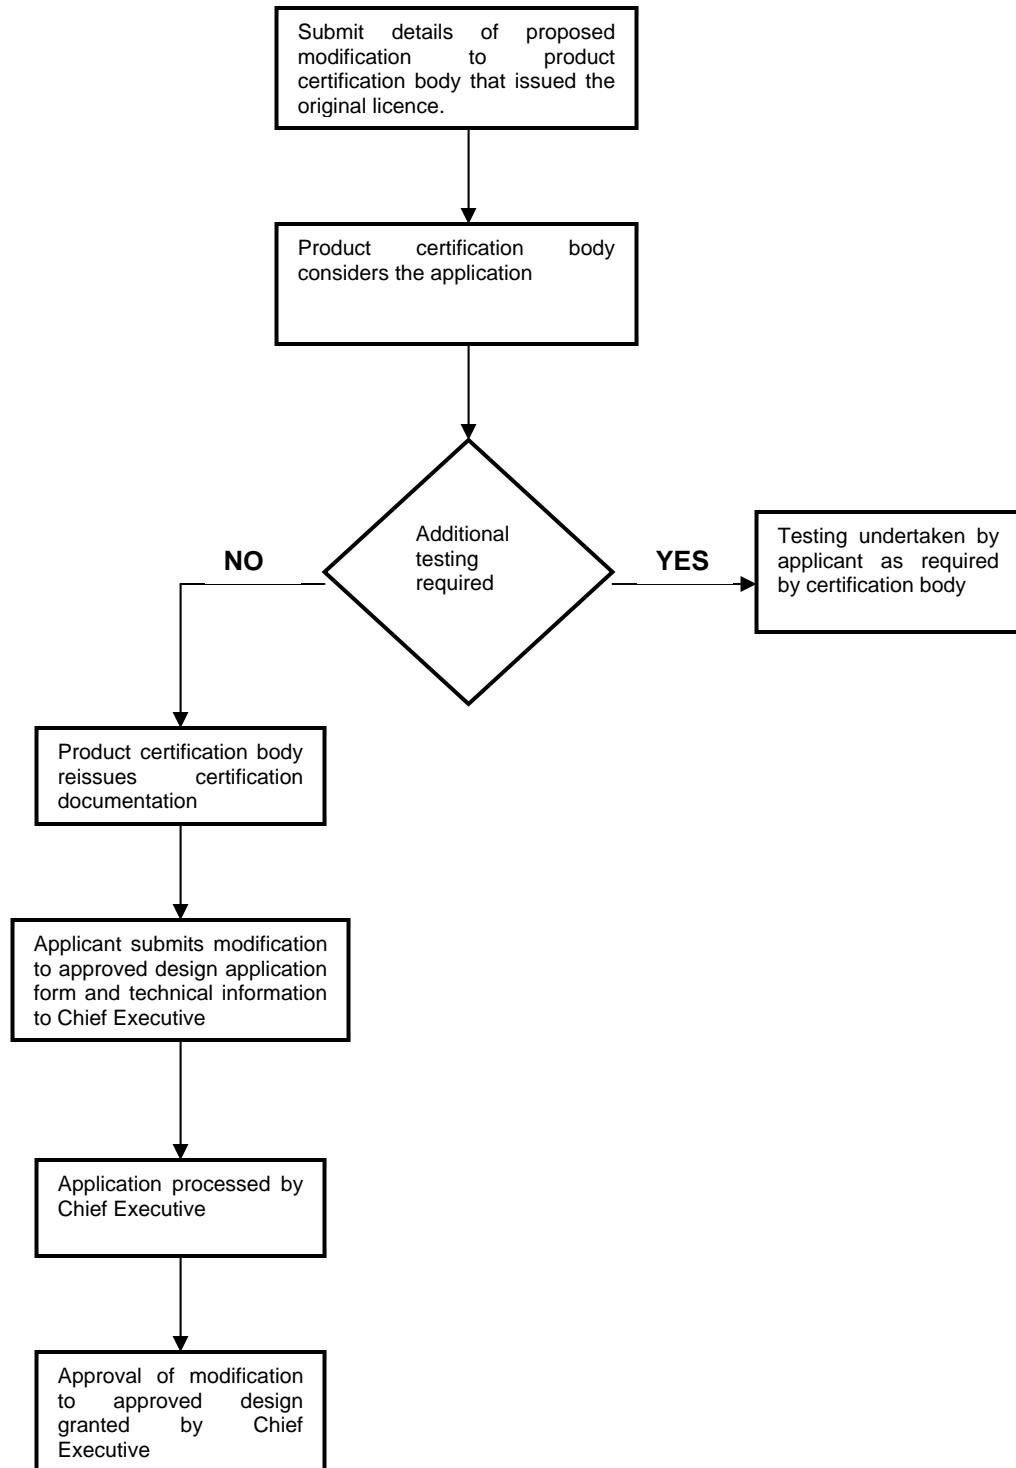 Submit details of proposed
modification to product
certification body that issued the
original licence.
Product certification body
considers the application
Additional
testing
required
NO
YES
Testing undertaken by
applicant as required
by certification body
Product certification body
reissues certification
documentation
Applicant submits modification
to approved design application
form and technical information
to Chief Executive
Application processed by
Chief Executive
Approval of modification
to approved design
granted by Chief
Executive